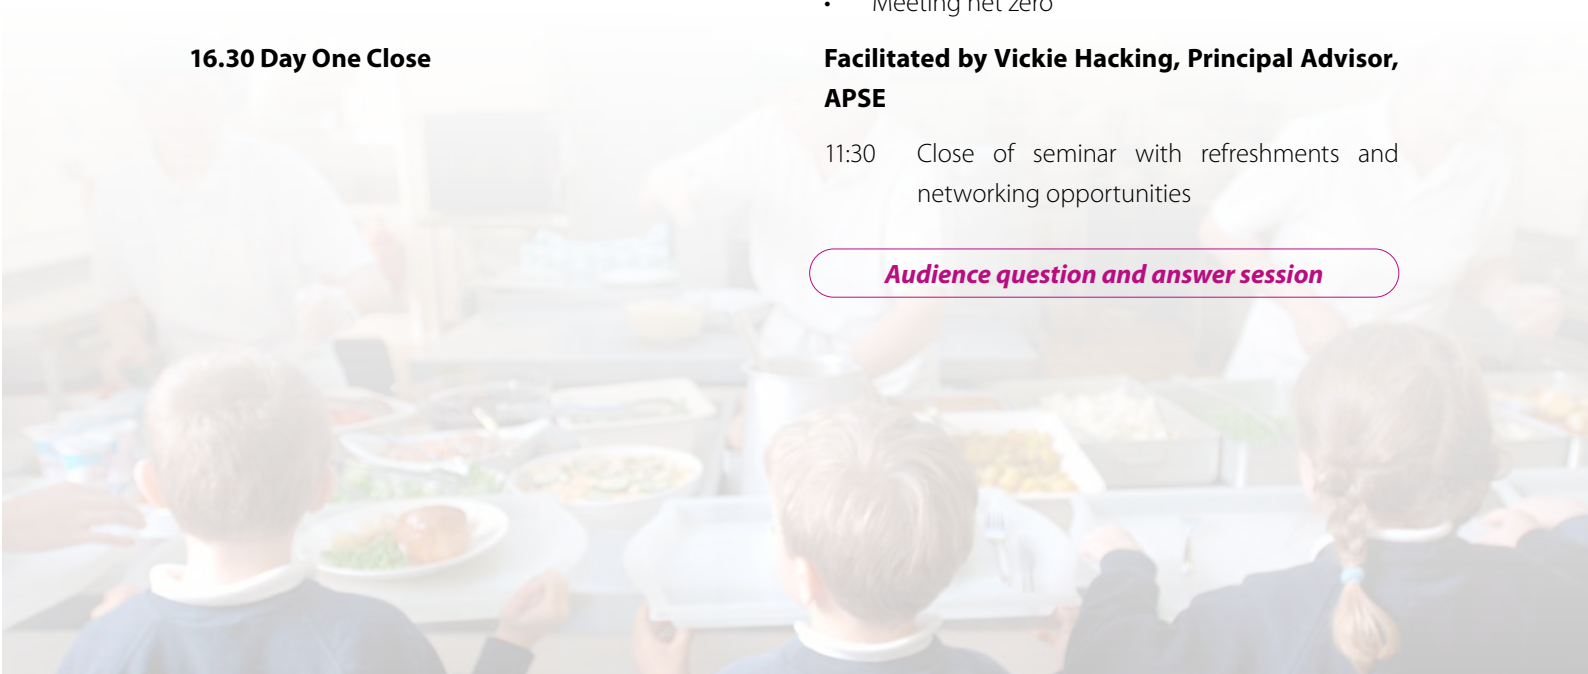 16.30 Day One Close
• Meeting net zero
Facilitated by Vickie Hacking, Principal Advisor,
APSE
11:30 Close of seminar with refreshments and
networking opportunities
Audience question and answer session